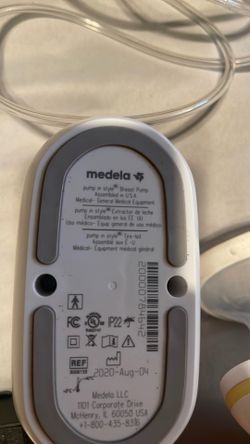 medela
pump in style® Breast Pump
Assembled in U.S.A.
Medical- General Medical Equipment
pump in style® Extractor de leche
Ensamblado en los EE UU
Uso médico- Equipo de uso médico general
pump in style® Tire-lait
Assemblé aux É-U
Médical- Équipement médical général
IP22
REF
2020-Aug-04
Medela LLC
1101 Corporate Drive
McHenry, IL 60050 USA
+1-800-435-8316